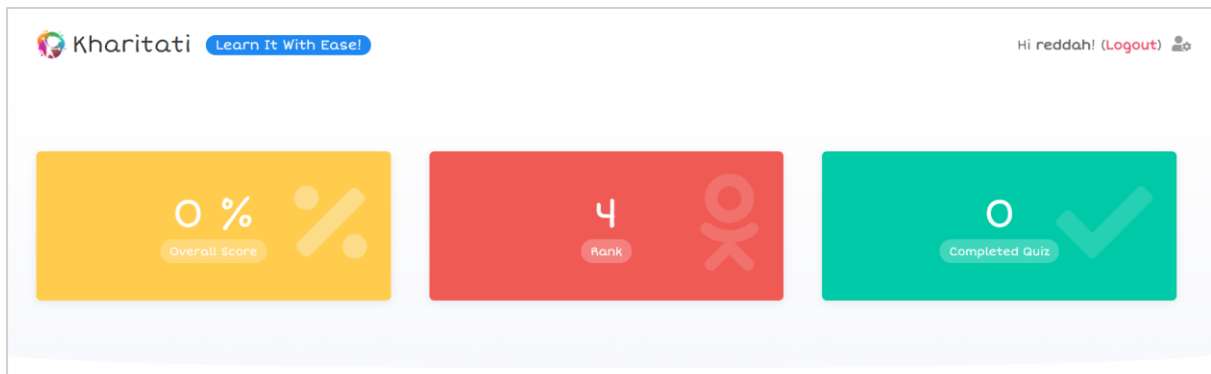 Kharitati Learn It With Ease! Hi reddah! (Logout)
0 % 4 0
Overall Score Rank Completed Quiz